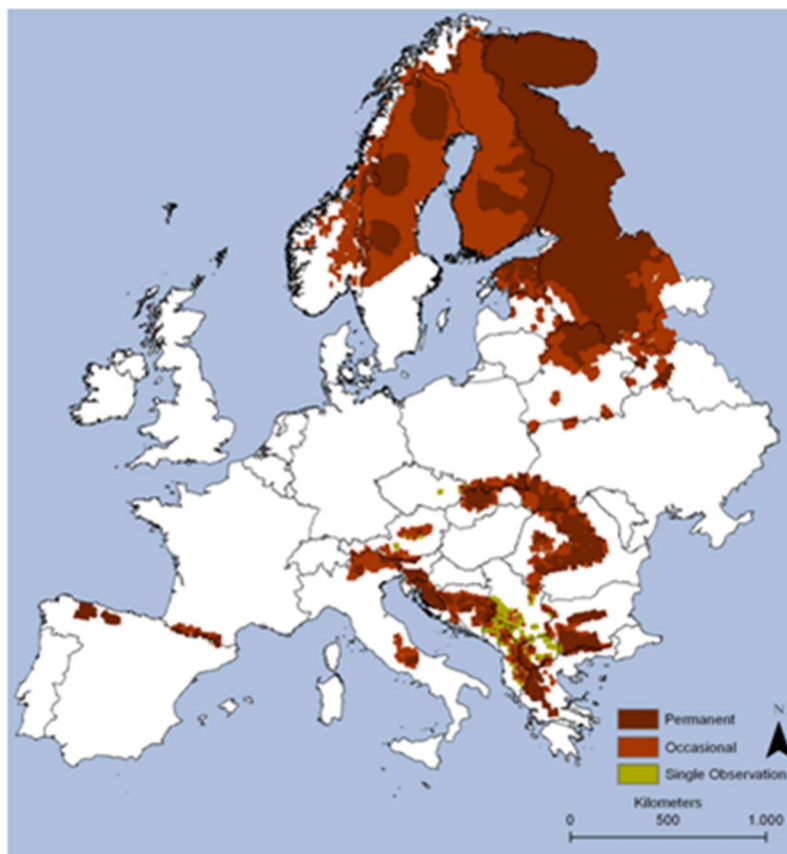 N
Permanent
Occasional
Single Observation
Kilometers
0 500 1.000